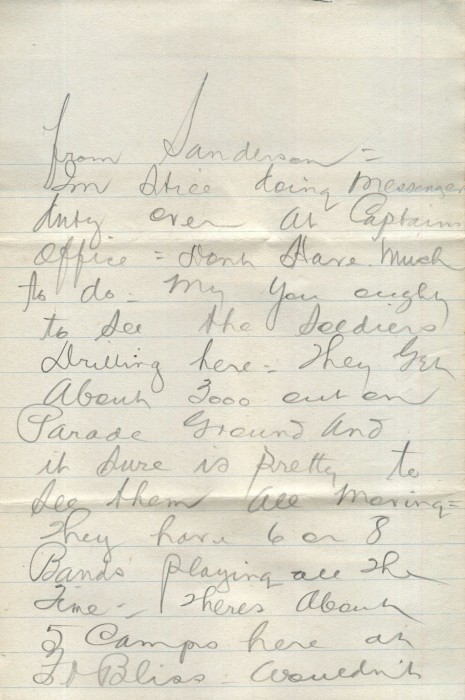 from Sanderson =
Im still doing Messenger
duty over at Captains
Office = Dont Have Much
to do - My You ought
to see the Soldiers
Drilling here - They Get
About 3000 out on
Parade Ground And
it sure is pretty to
see them all Moving =
They have 6 or 8
Bands playing all the
Time - Theres About
5 Camps here at
Ft Bliss - Wouldn't